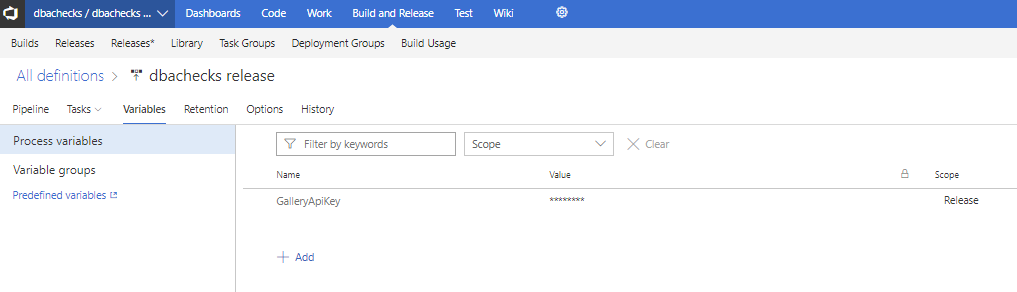 dbachecks / dbachecks ... Dashboards Code Work Build and Release Test Wiki
Builds Releases Releases* Library Task Groups Deployment Groups Build Usage
All definitions > dbachecks release
Pipeline Tasks Variables Retention Options History
Process variables
Variable groups
Predefined variables
Filter by keywords Scope Clear
Name Value Scope
GalleryApiKey ******** Release
+ Add